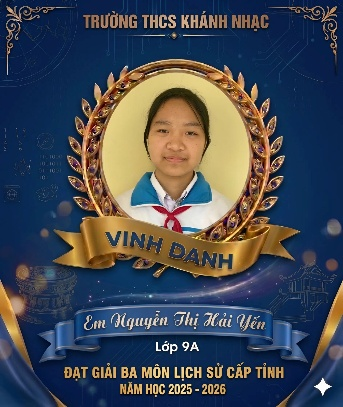 TRƯỜNG THCS KHÁNH NHẠC
VINH DANH
Em Nguyễn Thị Hải Yến
Lớp 9A
ĐẠT GIẢI BA MÔN LỊCH SỬ CẤP TỈNH
NĂM HỌC 2025 - 2026